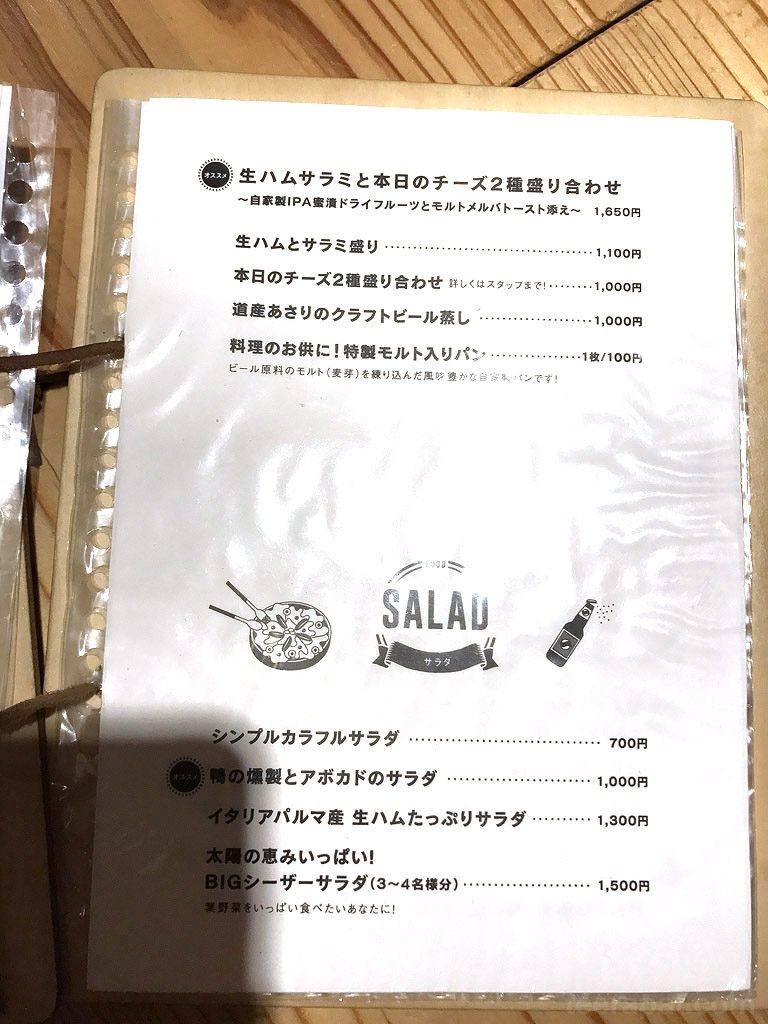 オススメ 生ハムサラミと本日のチーズ2種盛り合わせ
〜自家製IPA蜜漬ドライフルーツとモルトメルバトースト添え〜 1,650円
生ハムとサラミ盛り 1,100円
本日のチーズ2種盛り合わせ 詳しくはスタッフまで! 1,000円
道産あさりのクラフトビール蒸し 1,000円
料理のお供に!特製モルト入りパン 1枚/100円
ビール原料のモルト(麦芽)を練り込んだ風味豊かな自家製パンです!
FOOD
SALAD
サラダ
シンプルカラフルサラダ 700円
オススメ 鴨の燻製とアボカドのサラダ 1,000円
イタリアパルマ産 生ハムたっぷりサラダ 1,300円
太陽の恵みいっぱい!
BIGシーザーサラダ(3〜4名様分) 1,500円
葉野菜をいっぱい食べたいあなたに!